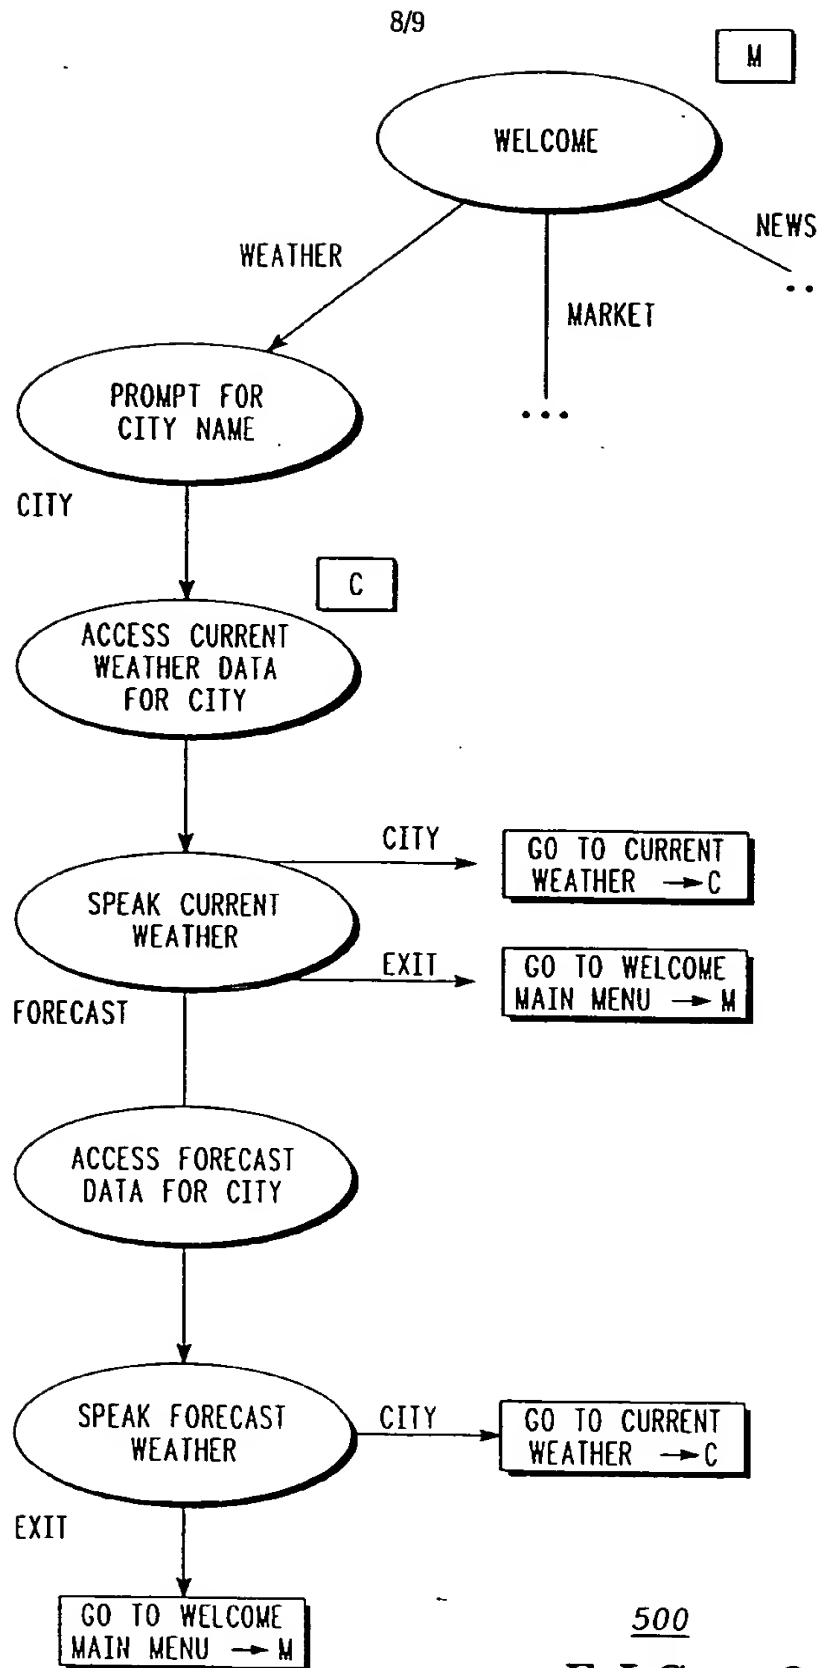 8/9
M
WELCOME
NEWS
WEATHER
MARKET
PROMPT FOR
CITY NAME
CITY
C
ACCESS CURRENT
WEATHER DATA
FOR CITY
CITY
GO TO CURRENT
WEATHER → C
SPEAK CURRENT
WEATHER
EXIT
GO TO WELCOME
MAIN MENU → M
FORECAST
ACCESS FORECAST
DATA FOR CITY
SPEAK FORECAST
WEATHER
CITY
GO TO CURRENT
WEATHER → C
EXIT
GO TO WELCOME
MAIN MENU → M
500